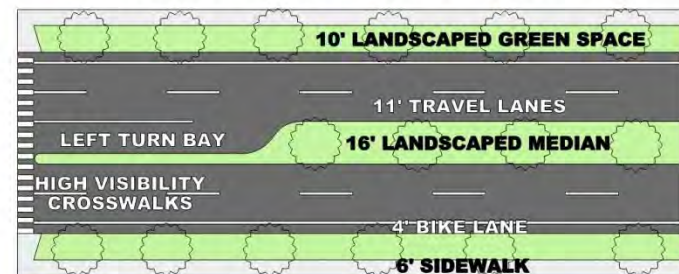 10' LANDSCAPED GREEN SPACE
11' TRAVEL LANES
LEFT TURN BAY
16' LANDSCAPED MEDIAN
HIGH VISIBILITY
CROSSWALKS
4' BIKE LANE
6' SIDEWALK